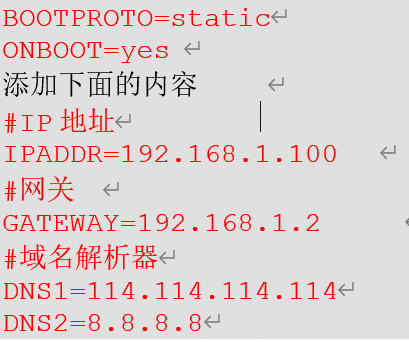 BOOTPROTO=static
ONBOOT=yes
添加下面的内容
#IP 地址
IPADDR=192.168.1.100
#网关
GATEWAY=192.168.1.2
#域名解析器
DNS1=114.114.114.114
DNS2=8.8.8.8